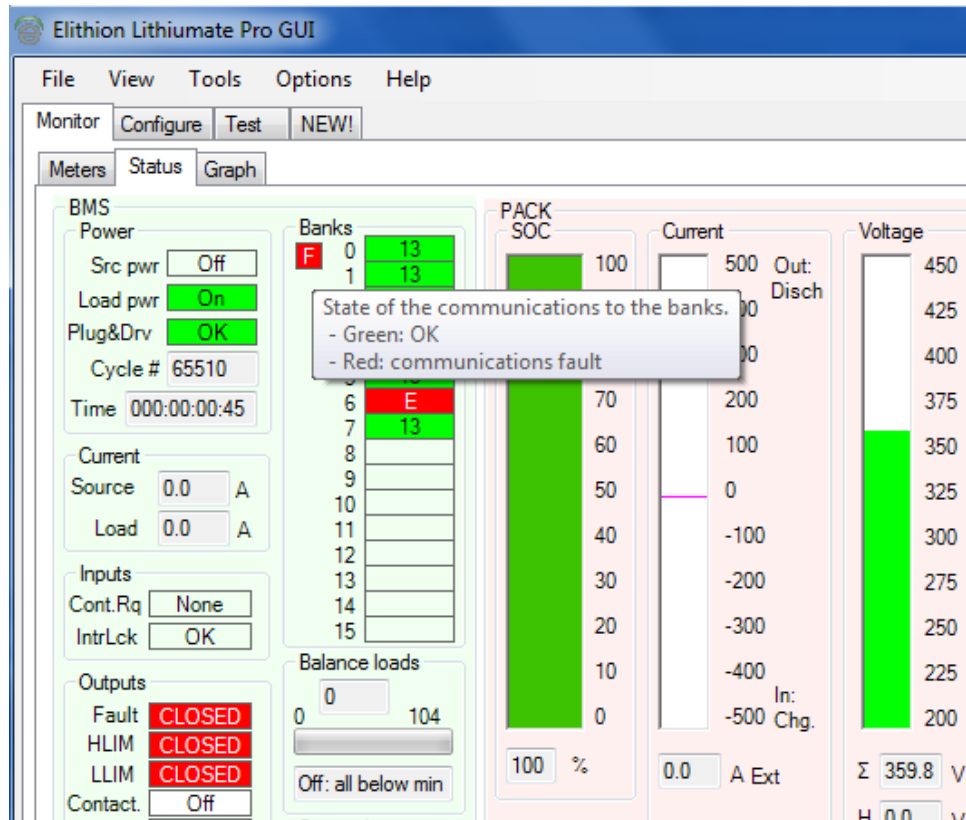 Elithion Lithiumate Pro GUI
File View Tools Options Help
Monitor Configure Test NEW!
Meters Status Graph
BMS
Power
Src pwr Off
Load pwr On
Plug&Drv OK
Cycle # 65510
Time 000:00:00:45
Current
Source 0.0 A
Load 0.0 A
Inputs
Cont.Rq None
IntrLck OK
Outputs
Fault CLOSED
HLIM CLOSED
LLIM CLOSED
Contact. Off
Banks
F 0 13
1 13
State of the communications to the banks.
- Green: OK
- Red: communications fault
6 E
7 13
8
9
10
11
12
13
14
15
Balance loads
0
0 104
Off: all below min
PACK
SOC
100
70
60
50
40
30
20
10
0
100 %
Current
500 Out:
Disch
200
100
0
-100
-200
-300
-400
In:
-500 Chg.
0.0 A Ext
Voltage
450
425
400
375
350
325
300
275
250
225
200
Σ 359.8 V
H 0.0 V